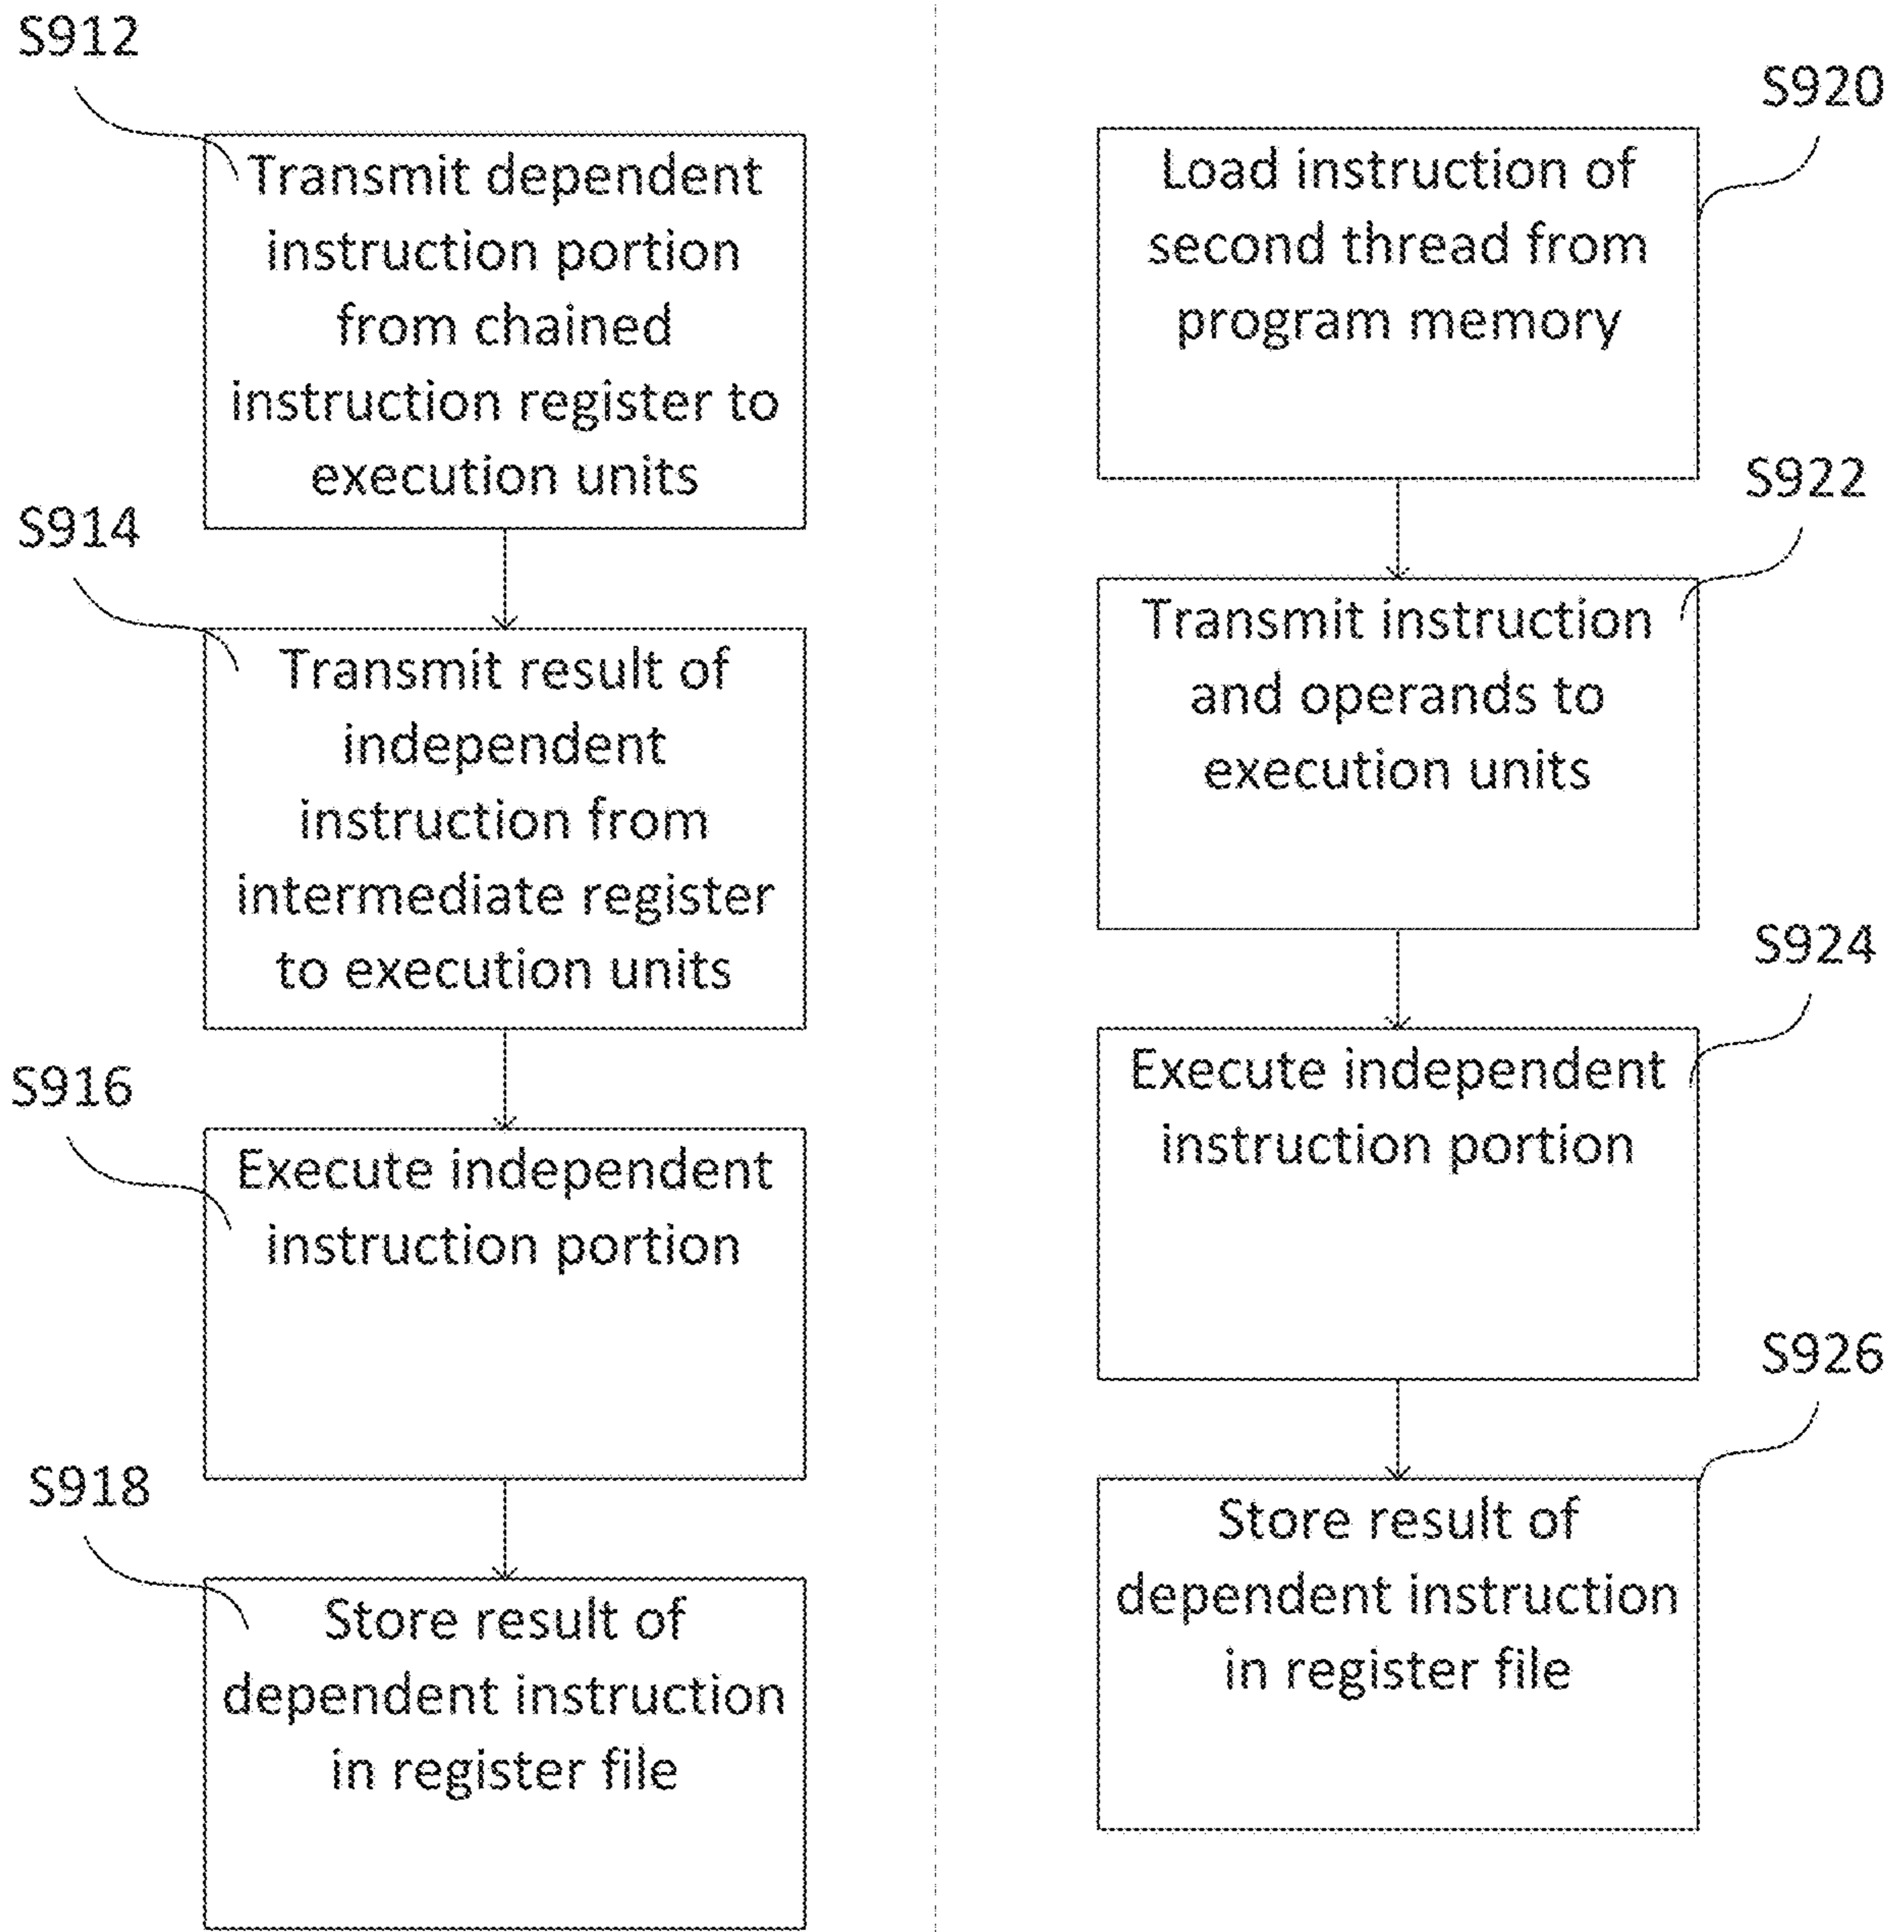 S912
Transmit dependent
instruction portion
from chained
instruction register to
execution units
S914
Transmit result of
independent
instruction from
intermediate register
to execution units
S916
Execute independent
instruction portion
S918
Store result of
dependent instruction
in register file
S920
Load instruction of
second thread from
program memory
S922
Transmit instruction
and operands to
execution units
S924
Execute independent
instruction portion
S926
Store result of
dependent instruction
in register file